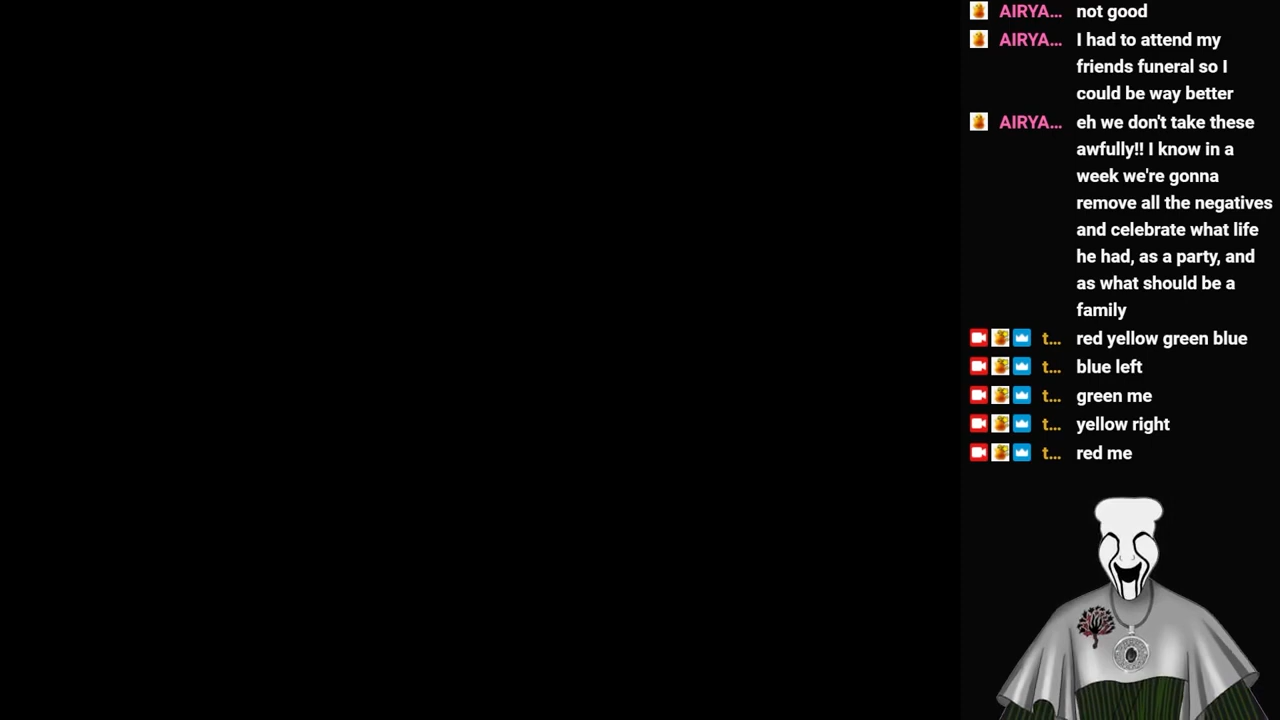 AIRYA... not good
AIRYA... I had to attend my
friends funeral so I
could be way better
AIRYA... eh we don't take these
awfully!! I know in a
week we're gonna
remove all the negatives
and celebrate what life
he had, as a party, and
as what should be a
family
t... red yellow green blue
t... blue left
t... green me
t... yellow right
t... red me